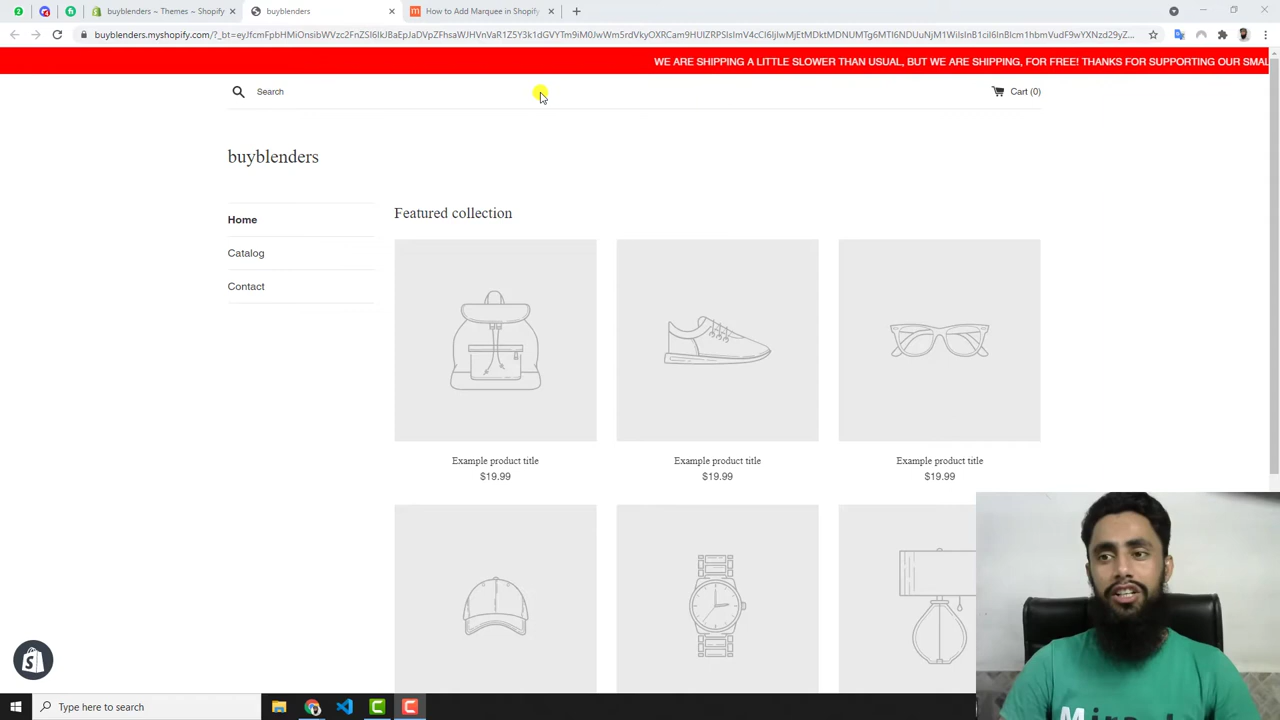 buyblenders ~ Themes ~ Shopify
buyblenders
How to Add Marquee in Shopify
WE ARE SHIPPING A LITTLE SLOWER THAN USUAL, BUT WE ARE SHIPPING, FOR FREE! THANKS FOR SUPPORTING OUR SMAL
Search
Cart (0)
buyblenders
Home
Catalog
Contact
Featured collection
Example product title
$19.99
Example product title
$19.99
Example product title
$19.99
Type here to search